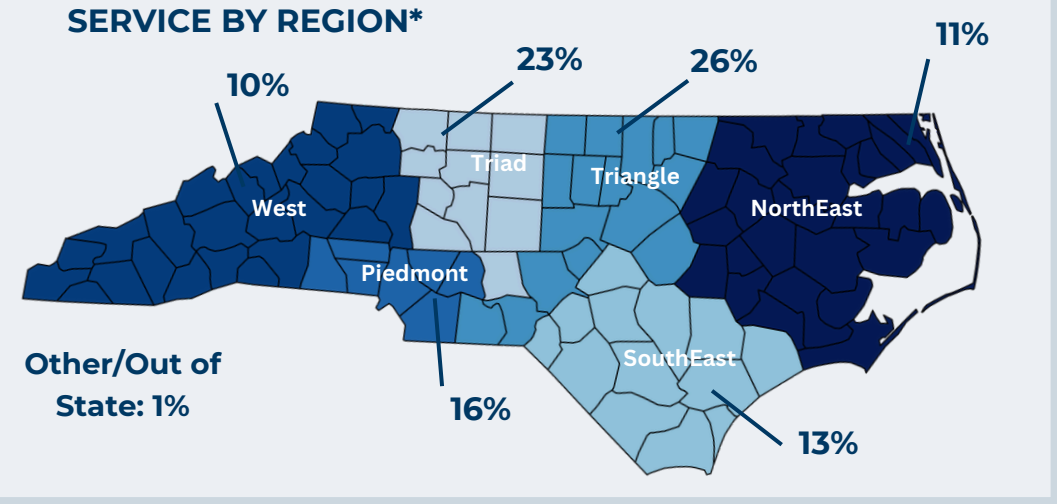 SERVICE BY REGION*
11%
23%
26%
10%
Triad
Triangle
West
NorthEast
Piedmont
SouthEast
Other/Out of
State: 1%
16%
13%